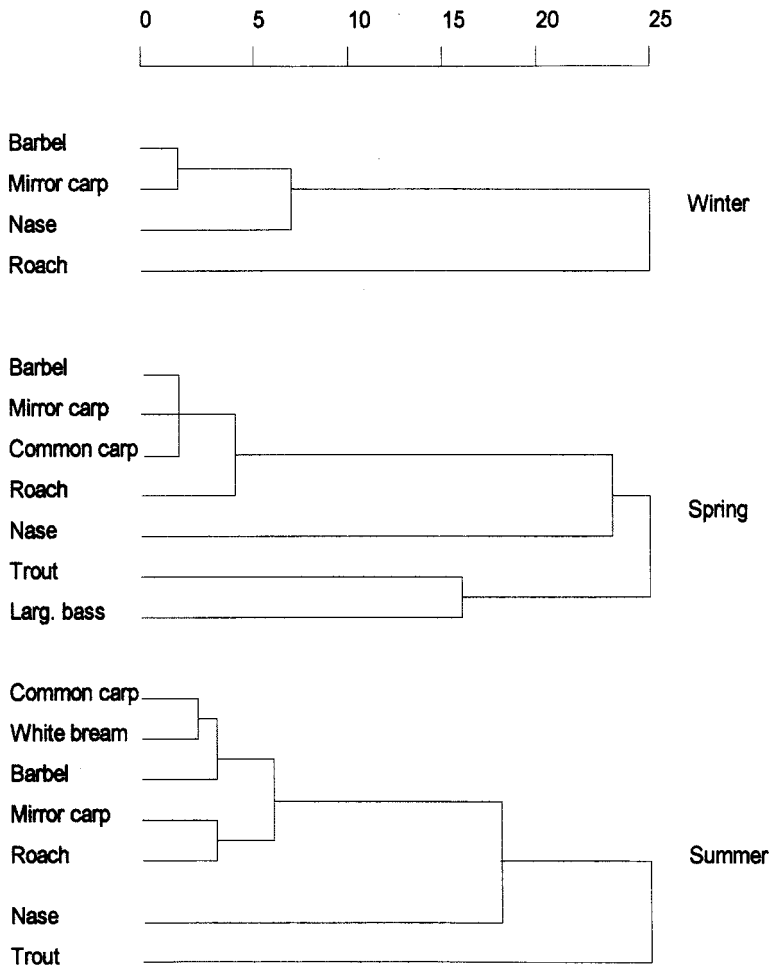 0 5 10 15 20 25
Barbel
Mirror carp
Nase
Roach
Winter
Barbel
Mirror carp
Common carp
Roach
Nase
Trout
Larg. bass
Spring
Common carp
White bream
Barbel
Mirror carp
Roach
Nase
Trout
Summer